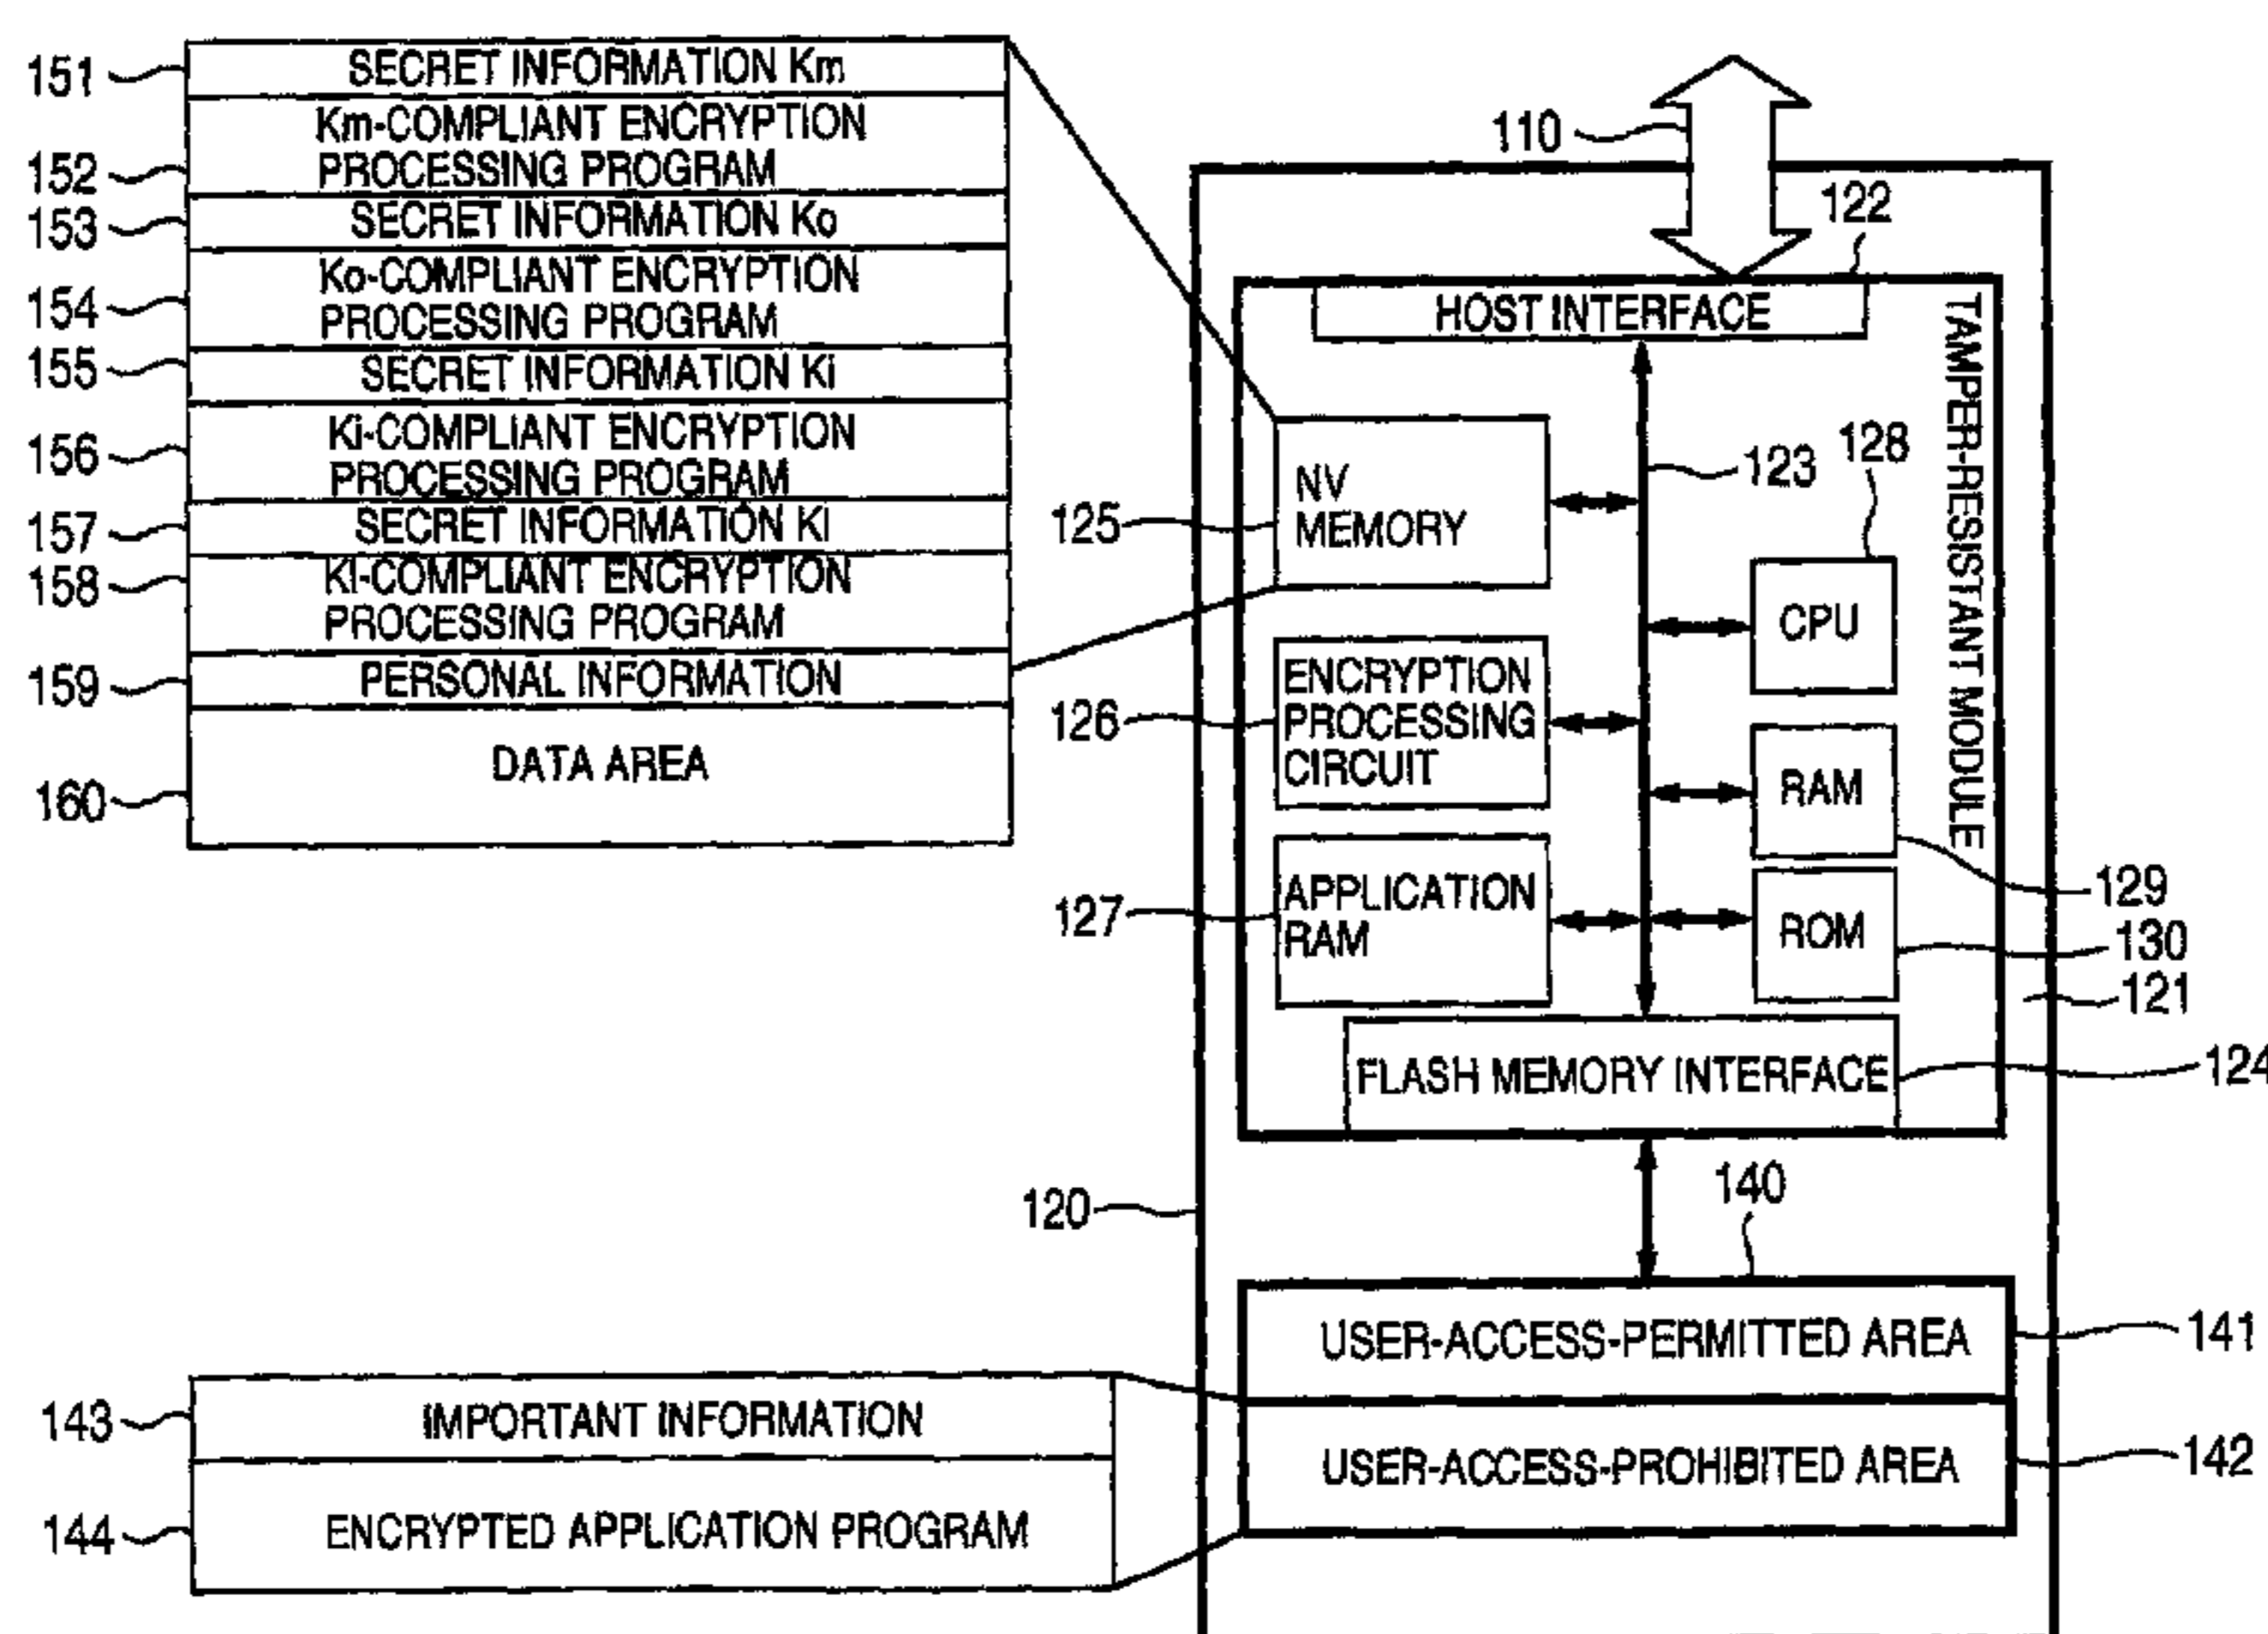 151 SECRET INFORMATION Km
Km-COMPLIANT ENCRYPTION
152 PROCESSING PROGRAM
153 SECRET INFORMATION Ko
Ko-COMPLIANT ENCRYPTION
154 PROCESSING PROGRAM
155 SECRET INFORMATION Ki
Ki-COMPLIANT ENCRYPTION
156 PROCESSING PROGRAM
157 SECRET INFORMATION Ki
158 Ki-COMPLIANT ENCRYPTION
PROCESSING PROGRAM
159 PERSONAL INFORMATION
DATA AREA
160
110
122
HOST INTERFACE
TAMPER-RESISTANT MODULE
123
128
125
NV
MEMORY
CPU
126
ENCRYPTION
PROCESSING
CIRCUIT
RAM
129
127
APPLICATION
RAM
ROM
130
121
FLASH MEMORY INTERFACE
124
120
140
USER-ACCESS-PERMITTED AREA 141
USER-ACCESS-PROHIBITED AREA 142
143 IMPORTANT INFORMATION
144 ENCRYPTED APPLICATION PROGRAM